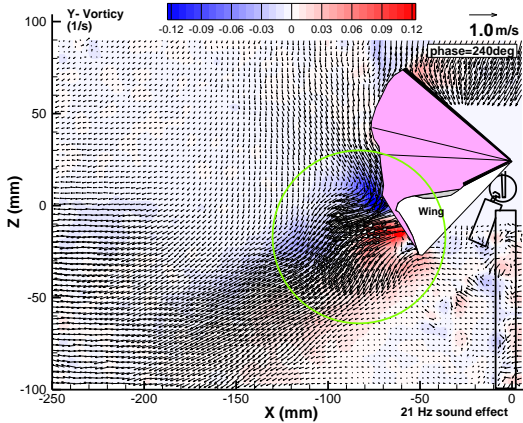 Y- Vorticy
(1/s)
-0.12 -0.09 -0.06 -0.03 0 0.03 0.06 0.09 0.12
1.0 m/s
phase=240deg
100
50
0
-50
-100
Z (mm)
Wing
-250 -200 -150 -100 -50 0
X (mm)
21 Hz sound effect